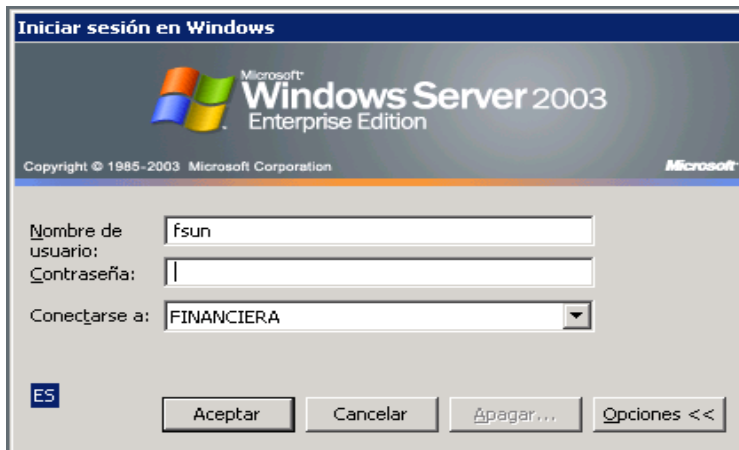 Iniciar sesión en Windows
Microsoft
Windows Server 2003
Enterprise Edition
Copyright © 1985-2003 Microsoft Corporation Microsoft
Nombre de usuario: fsun
Contraseña:
Conectarse a: FINANCIERA
ES
Aceptar Cancelar Apagar... Opciones <<